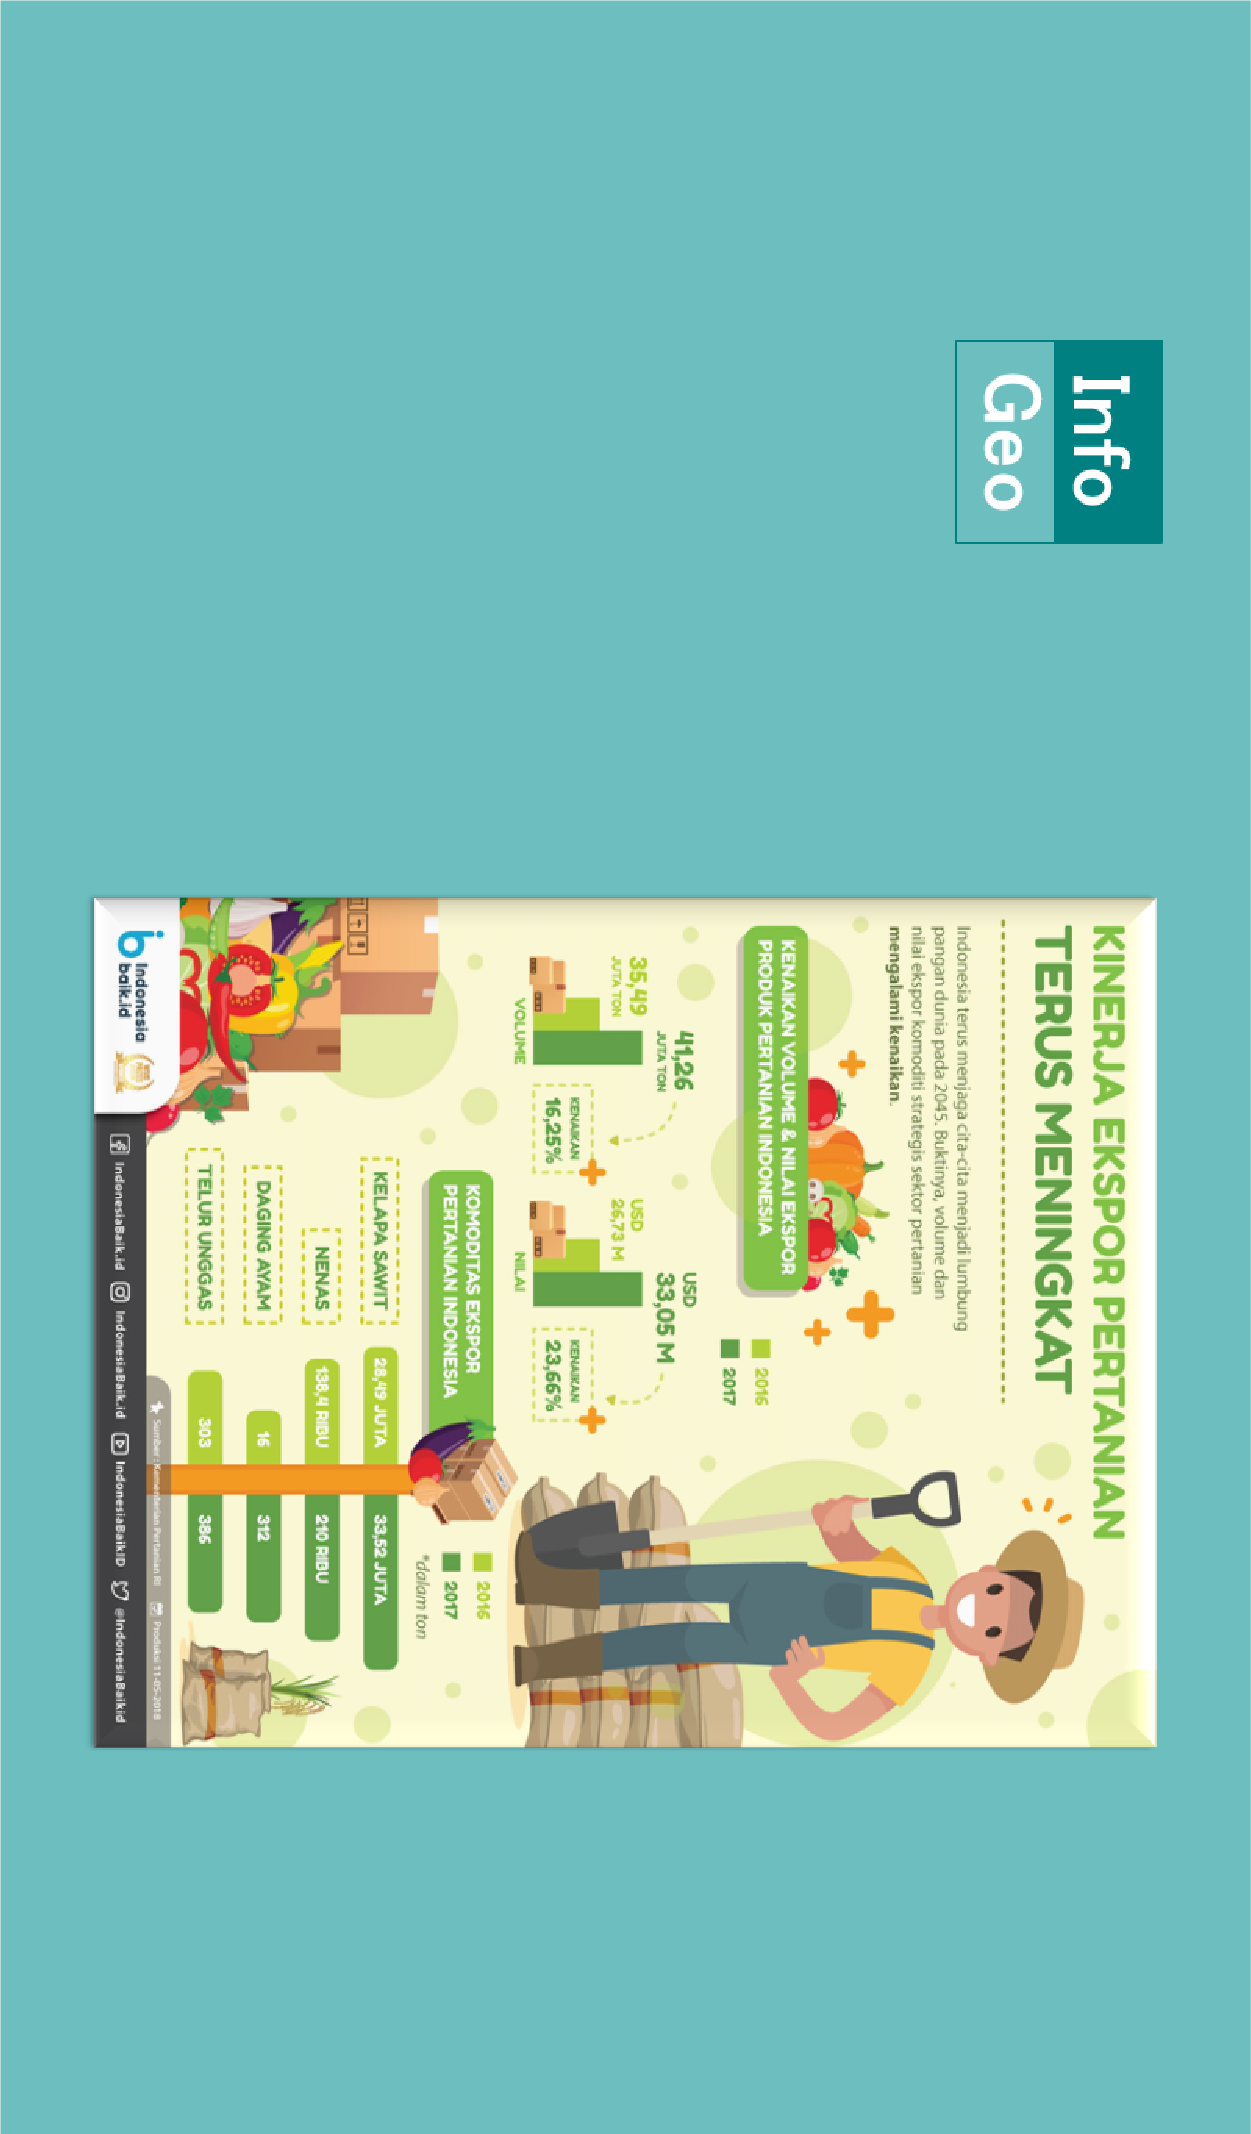 Info
Geo
KINERJA EKSPOR PERTANIAN
TERUS MENINGKAT
Indonesia terus menjaga cita-cita menjadi lumbung
pangan dunia pada 2045. Buktinya, volume dan
nilai ekspor komoditi strategis sektor pertanian
mengalami kenaikan.
KENAIKAN VOLUME & NILAI EKSPOR
PRODUK PERTANIAN INDONESIA
2016
2017
35,49
JUTA TON
41,26
JUTA TON
VOLUME
KENAIKAN
16,25%
USD
26,73 M
USD
33,05 M
NILAI
KENAIKAN
23,66%
KOMODITAS EKSPOR
PERTANIAN INDONESIA
2016
2017
*dalam ton
KELAPA SAWIT
28,49 JUTA
33,52 JUTA
NENAS
138,4 RIBU
210 RIBU
DAGING AYAM
16
312
TELUR UNGGAS
303
386
Sumber: Kementerian Pertanian RI
Produksi 11-05-2018
Indonesia
baik.id
IndonesiaBaik.id
IndonesiaBaik.id
IndonesiaBaikID
@IndonesiaBaikid